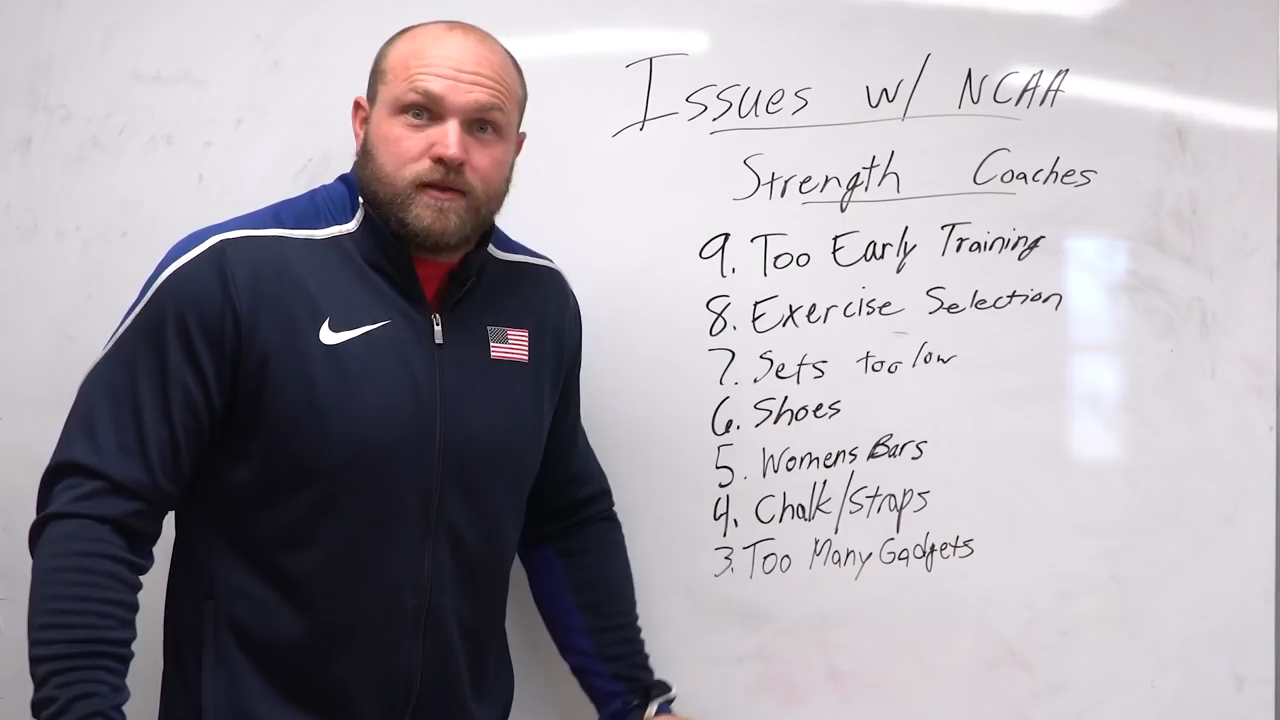 Issues w/ NCAA
Strength Coaches
9. Too Early Training
8. Exercise Selection
7. Sets too low
6. Shoes
5. Womens Bars
4. Chalk/Straps
3. Too Many Gadgets